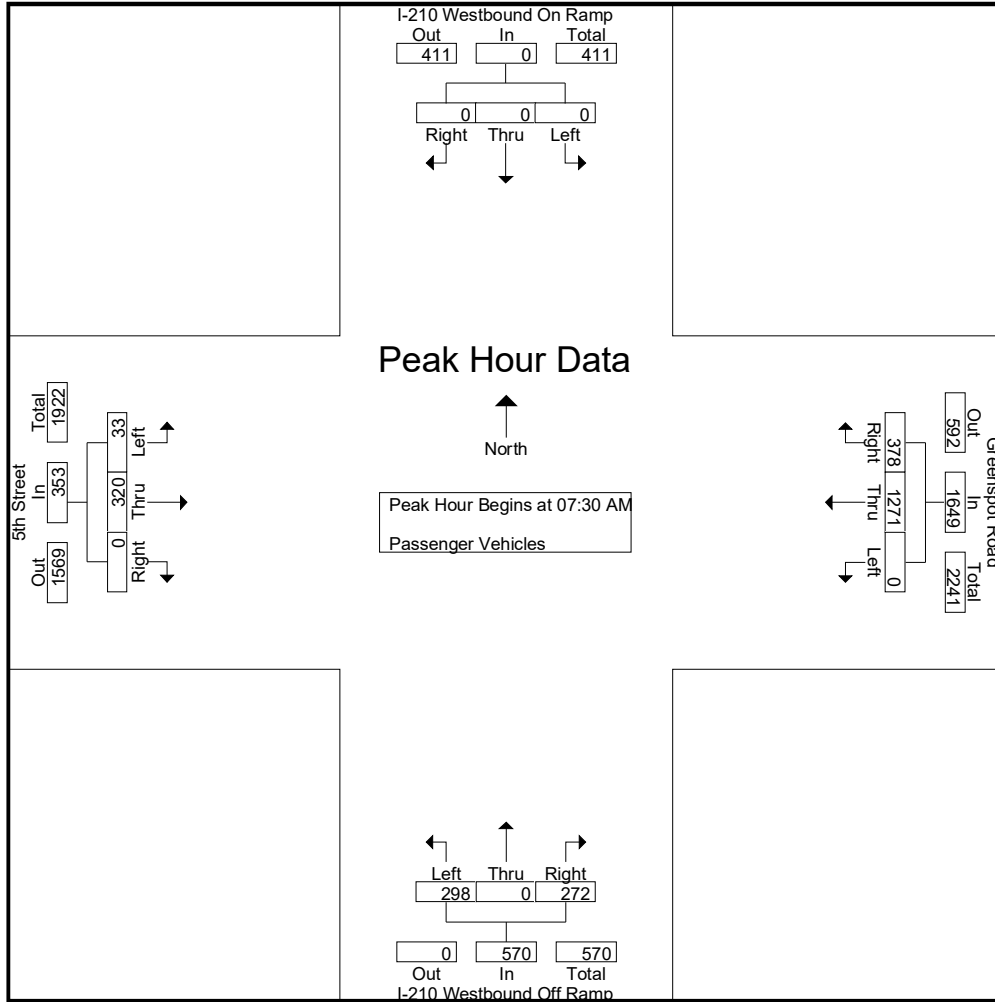 I-210 Westbound On Ramp
Out In Total
411 0 411
0 0 0
Right Thru Left
Peak Hour Data
North
Peak Hour Begins at 07:30 AM
Passenger Vehicles
5th Street
Out In Total
1569 353 1922
0 320 33
Right Thru Left
Greenspot Road
Out In Total
592 1649 2241
378 1271 0
Right Thru Left
Left Thru Right
298 0 272
0 570 570
Out In Total
I-210 Westbound Off Ramp